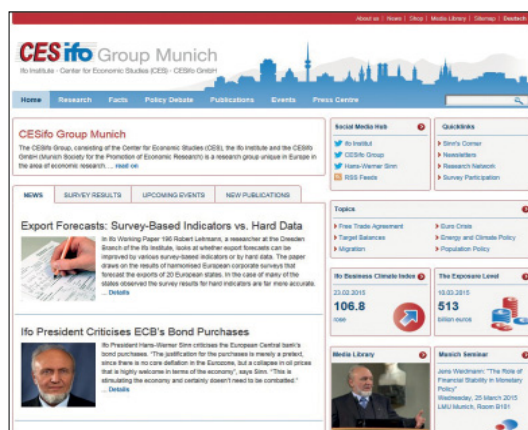 About us | News | Shop | Media Library | Sitemap | Deutsch
CESifo Group Munich
Ifo Institute - Center for Economic Studies (CES) - CESifo GmbH
Home Research Facts Policy Debate Publications Events Press Centre
CESifo Group Munich
The CESifo Group, consisting of the Center for Economic Studies (CES), the Ifo Institute and the CESifo
GmbH (Munich Society for the Promotion of Economic Research) is a research group unique in Europe in
the area of economic research. ... read on
Social Media Hub
Ifo Institut
CESifo Group
Hans-Werner Sinn
RSS Feeds
Quicklinks
Sinn's Corner
Newsletters
Research Network
Survey Participation
NEWS SURVEY RESULTS UPCOMING EVENTS NEW PUBLICATIONS
Export Forecasts: Survey-Based Indicators vs. Hard Data
In Ifo Working Paper 196 Robert Lehmann, a researcher at the Dresden
Branch of the Ifo Institute, looks at whether export forecasts can be
improved by various survey-based indicators or by hard data. The paper
draws on the results of harmonised European corporate surveys that
forecast the exports of 20 European states. In the case of many of the
states observed the survey results for hard indicators are far more accurate.
... Details
Topics
Free Trade Agreement
Target Balances
Migration
Euro Crisis
Energy and Climate Policy
Population Policy
Ifo Business Climate Index
23.02.2015
106.8
rose
The Exposure Level
10.03.2015
513
billion euros
Ifo President Criticises ECB's Bond Purchases
Ifo President Hans-Werner Sinn criticises the European Central bank's
bond purchases. "The justification for the purchases is merely a pretext,
since there is no core deflation in the Eurozone, but a collapse in oil prices
that is highly welcome in terms of the economy", says Sinn. "This is
stimulating the economy and certainly doesn't need to be combatted."
... Details
Media Library
Munich Seminar
Jens Weidmann: "The Role of
Financial Stability in Monetary
Policy"
Wednesday, 25 March 2015
LMU Munich, Room B101